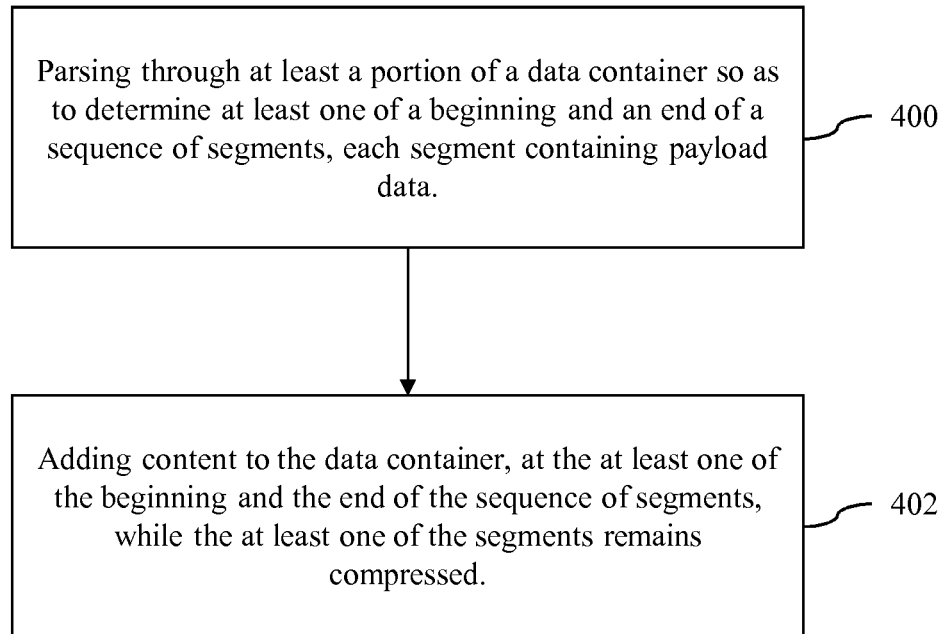 Parsing through at least a portion of a data container so as
to determine at least one of a beginning and an end of a
sequence of segments, each segment containing payload
data.
400
Adding content to the data container, at the at least one of
the beginning and the end of the sequence of segments,
while the at least one of the segments remains
compressed.
402